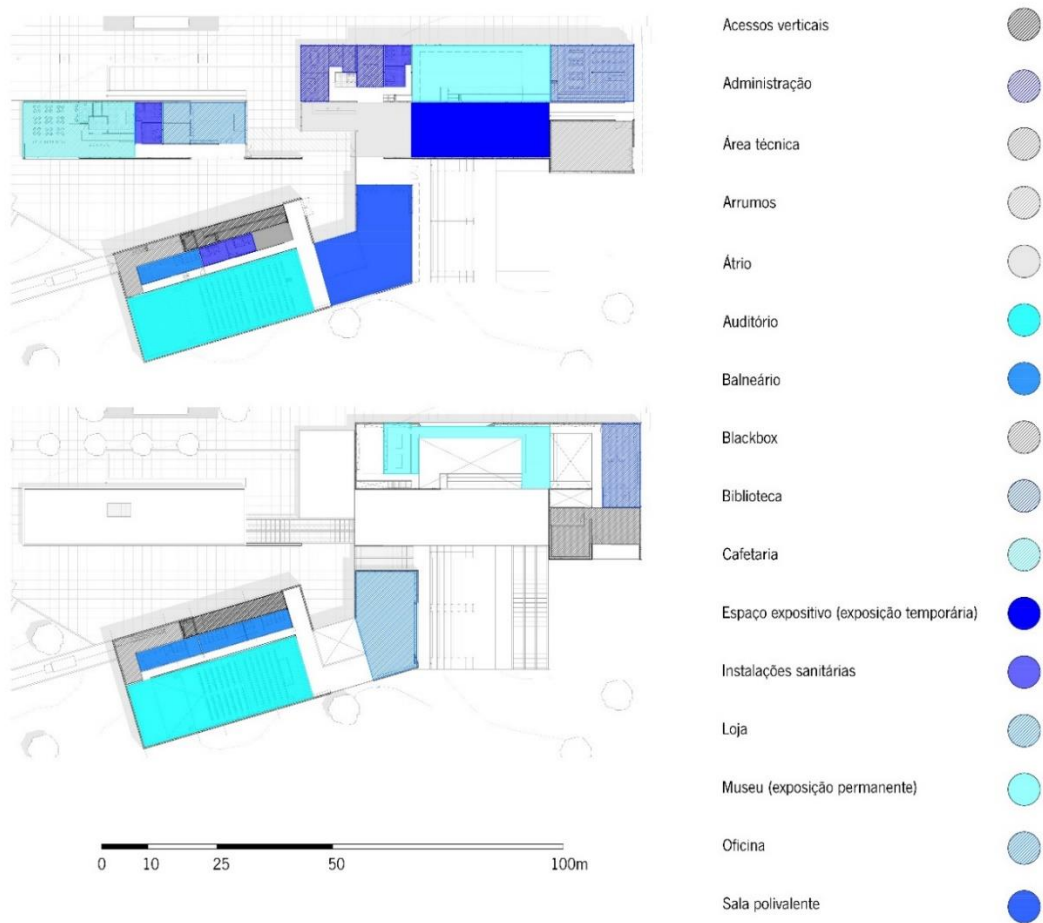 Acessos verticais
Administração
Área técnica
Arrumos
Átrio
Auditório
Balneário
Blackbox
Biblioteca
Cafetaria
Espaço expositivo (exposição temporária)
Instalações sanitárias
Loja
Museu (exposição permanente)
Oficina
Sala polivalente
0 10 25 50 100m